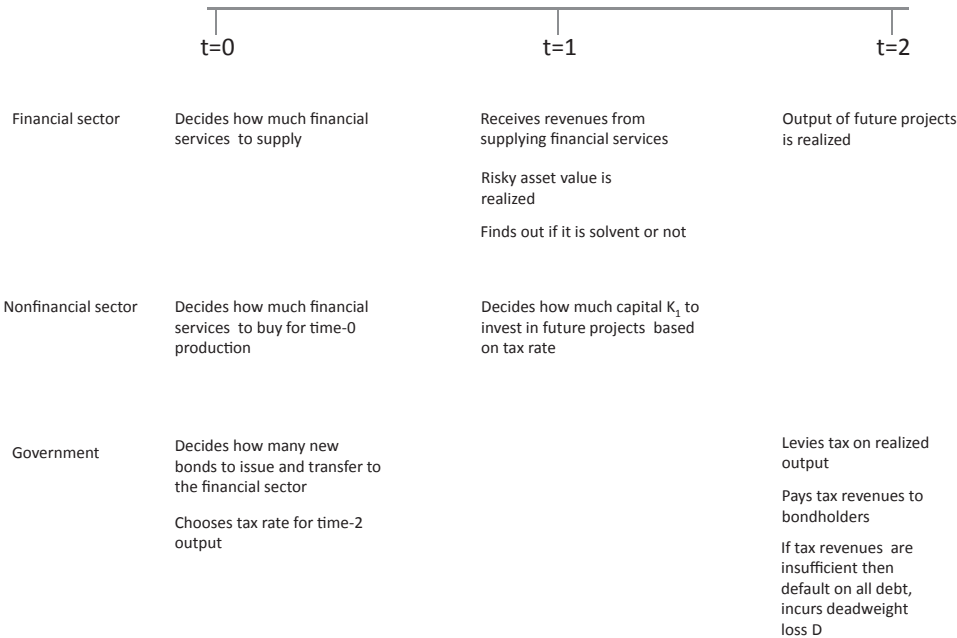 t=0
t=1
t=2
Financial sector
Decides how much financial
services to supply
Receives revenues from
supplying financial services
Risky asset value is
realized
Finds out if it is solvent or not
Output of future projects
is realized
Nonfinancial sector
Decides how much financial
services to buy for time-0
production
Decides how much capital K₁ to
invest in future projects based
on tax rate
Government
Decides how many new
bonds to issue and transfer to
the financial sector
Chooses tax rate for time-2
output
Levies tax on realized
output
Pays tax revenues to
bondholders
If tax revenues are
insufficient then
default on all debt,
incurs deadweight
loss D